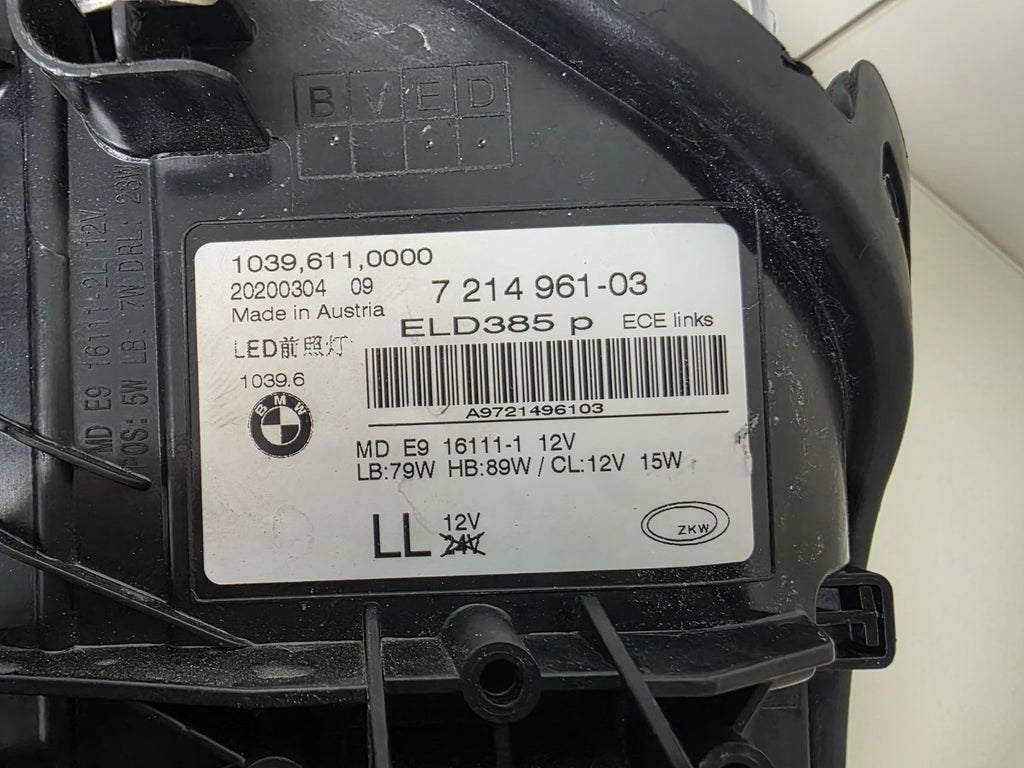 B V E D
MD E9 16111-2L 12V
POS: 5W LB: 7W DRL: 23W
1039,611,0000
20200304 09
7 214 961-03
Made in Austria
ELD385 p ECE links
LED前照灯
1039.6
BMW
A9721496103
MD E9 16111-1 12V
LB:79W HB:89W / CL:12V 15W
LL 12V
24V
ZKW